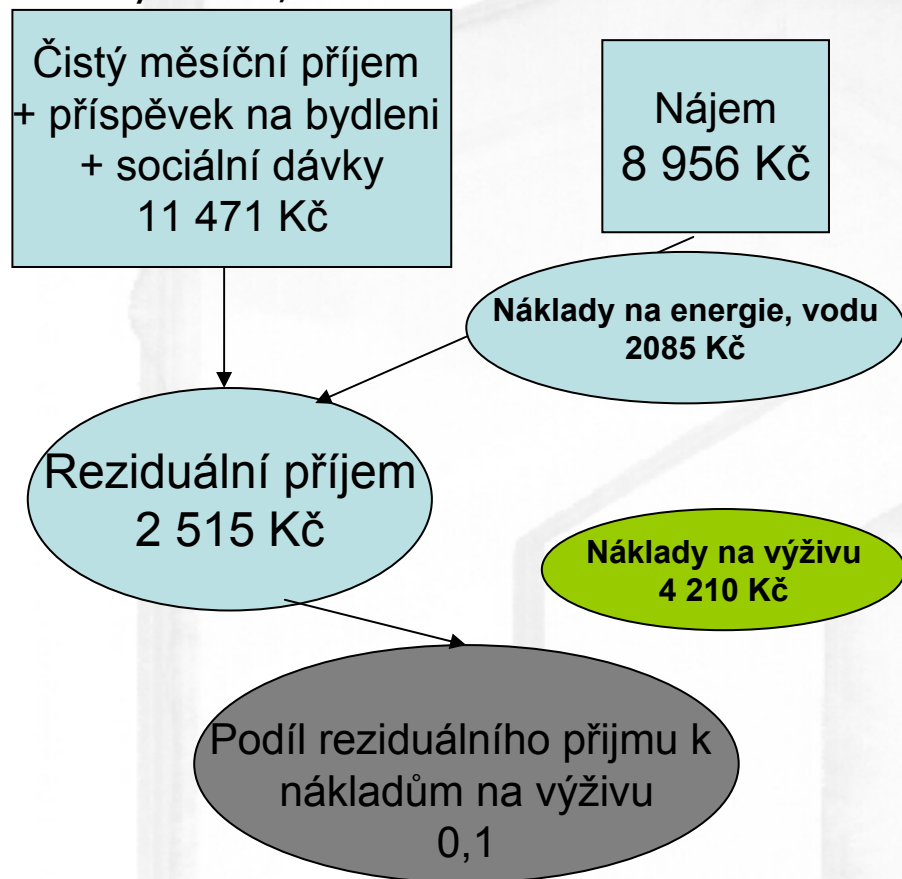 Čistý měsíční příjem
+ příspěvek na bydleni
+ sociální dávky
11 471 Kč
Nájem
8 956 Kč
Náklady na energie, vodu
2085 Kč
Reziduální příjem
2 515 Kč
Náklady na výživu
4 210 Kč
Podíl reziduálního přijmu k
nákladům na výživu
0,1